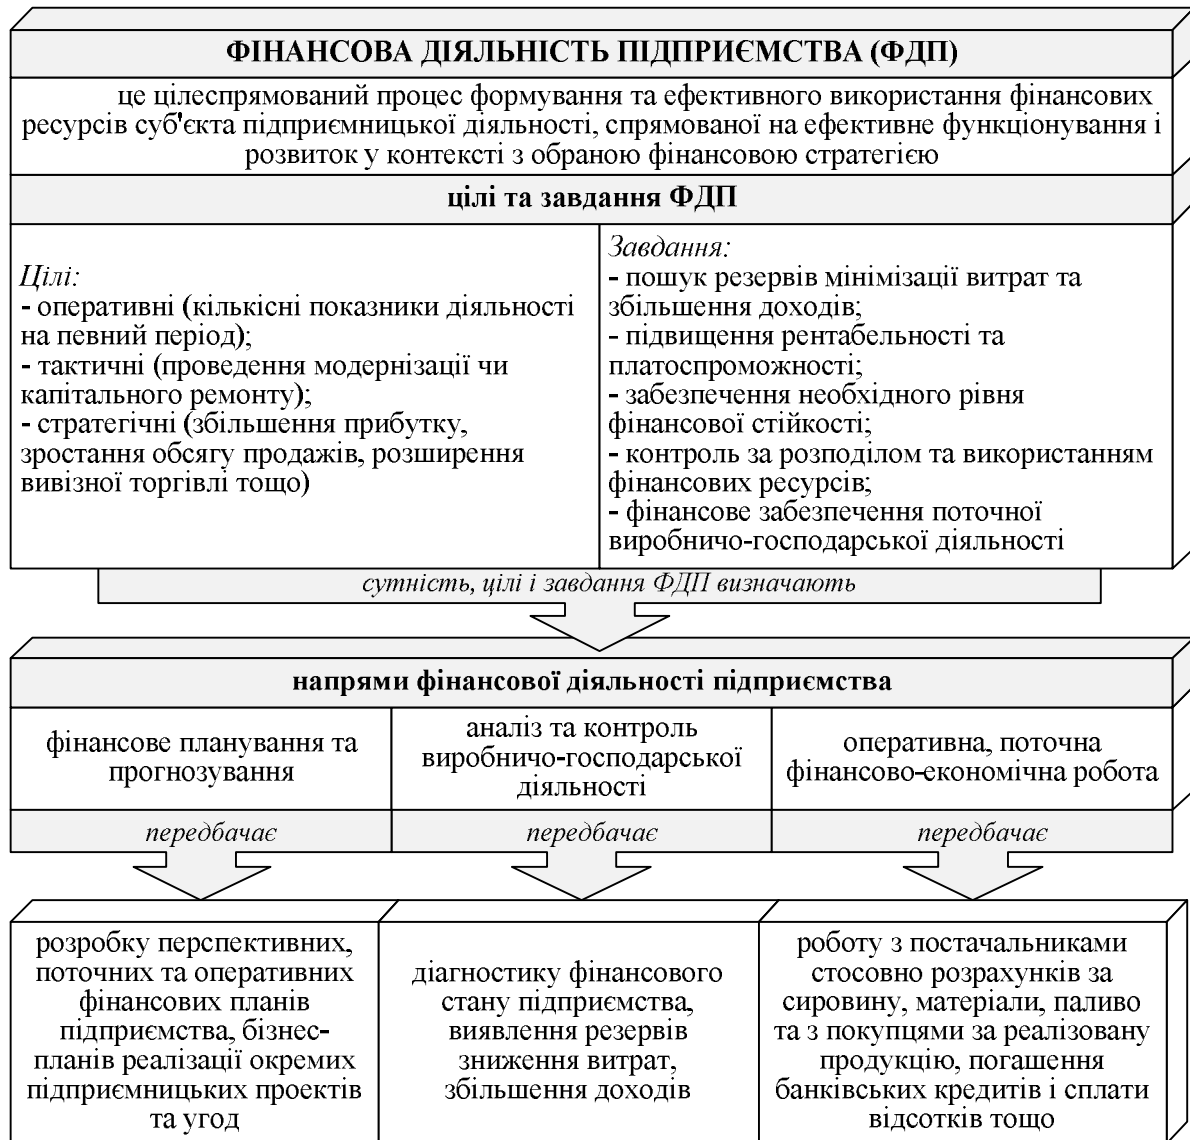 ФІНАНСОВА ДІЯЛЬНІСТЬ ПІДПРИЄМСТВА (ФДП)
це цілеспрямований процес формування та ефективного використання фінансових
ресурсів суб'єкта підприємницької діяльності, спрямованої на ефективне функціонування і
розвиток у контексті з обраною фінансовою стратегією
цілі та завдання ФДП
Цілі:
- оперативні (кількісні показники діяльності
на певний період);
- тактичні (проведення модернізації чи
капітального ремонту);
- стратегічні (збільшення прибутку,
зростання обсягу продажів, розширення
вивізної торгівлі тощо)
Завдання:
- пошук резервів мінімізації витрат та
збільшення доходів;
- підвищення рентабельності та
платоспроможності;
- забезпечення необхідного рівня
фінансової стійкості;
- контроль за розподілом та використанням
фінансових ресурсів;
- фінансове забезпечення поточної
виробничо-господарської діяльності
сутність, цілі і завдання ФДП визначають
напрями фінансової діяльності підприємства
фінансове планування та
прогнозування
аналіз та контроль
виробничо-господарської
діяльності
оперативна, поточна
фінансово-економічна робота
передбачає
передбачає
передбачає
розробку перспективних,
поточних та оперативних
фінансових планів
підприємства, бізнес-
планів реалізації окремих
підприємницьких проектів
та угод
діагностику фінансового
стану підприємства,
виявлення резервів
зниження витрат,
збільшення доходів
роботу з постачальниками
стосовно розрахунків за
сировину, матеріали, паливо
та з покупцями за реалізовану
продукцію, погашення
банківських кредитів і сплати
відсотків тощо